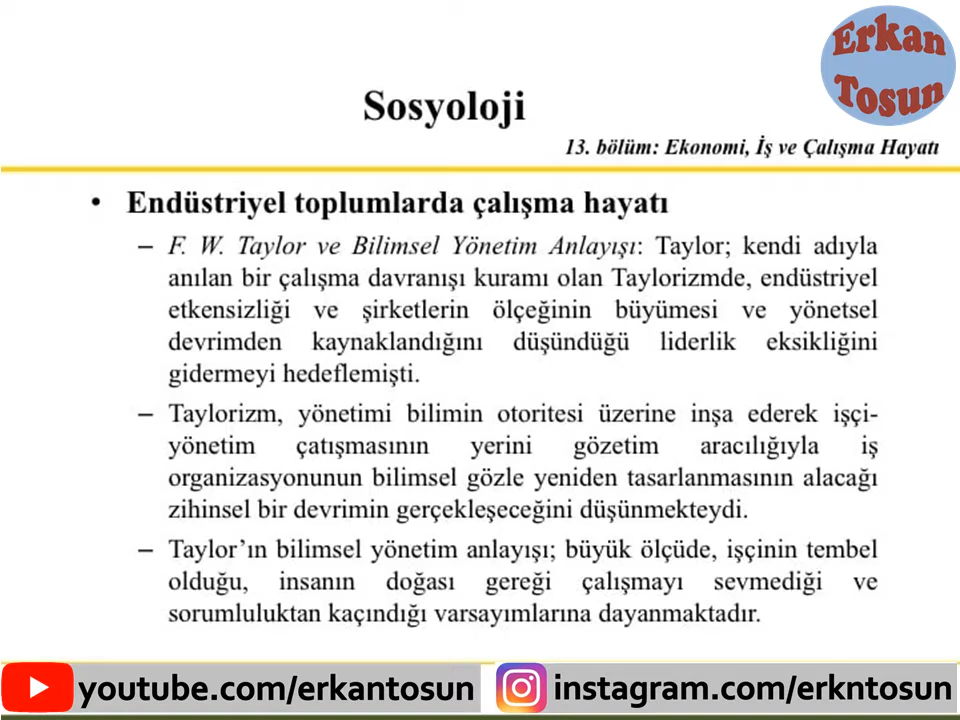 Erkan
Tosun
Sosyoloji
13. bölüm: Ekonomi, İş ve Çalışma Hayatı
• Endüstriyel toplumlarda çalışma hayatı
– F. W. Taylor ve Bilimsel Yönetim Anlayışı: Taylor; kendi adıyla
anılan bir çalışma davranışı kuramı olan Taylorizmde, endüstriyel
etkensizliği ve şirketlerin ölçeğinin büyümesi ve yönetsel
devrimden kaynaklandığını düşündüğü liderlik eksikliğini
gidermeyi hedeflemişti.
– Taylorizm, yönetimi bilimin otoritesi üzerine inşa ederek işçi-
yönetim çatışmasının yerini gözetim aracılığıyla iş
organizasyonunun bilimsel gözle yeniden tasarlanmasının alacağı
zihinsel bir devrimin gerçekleşeceğini düşünmekteydi.
– Taylor’ın bilimsel yönetim anlayışı; büyük ölçüde, işçinin tembel
olduğu, insanın doğası gereği çalışmayı sevmediği ve
sorumluluktan kaçındığı varsayımlarına dayanmaktadır.
youtube.com/erkantosun
instagram.com/erkntosun